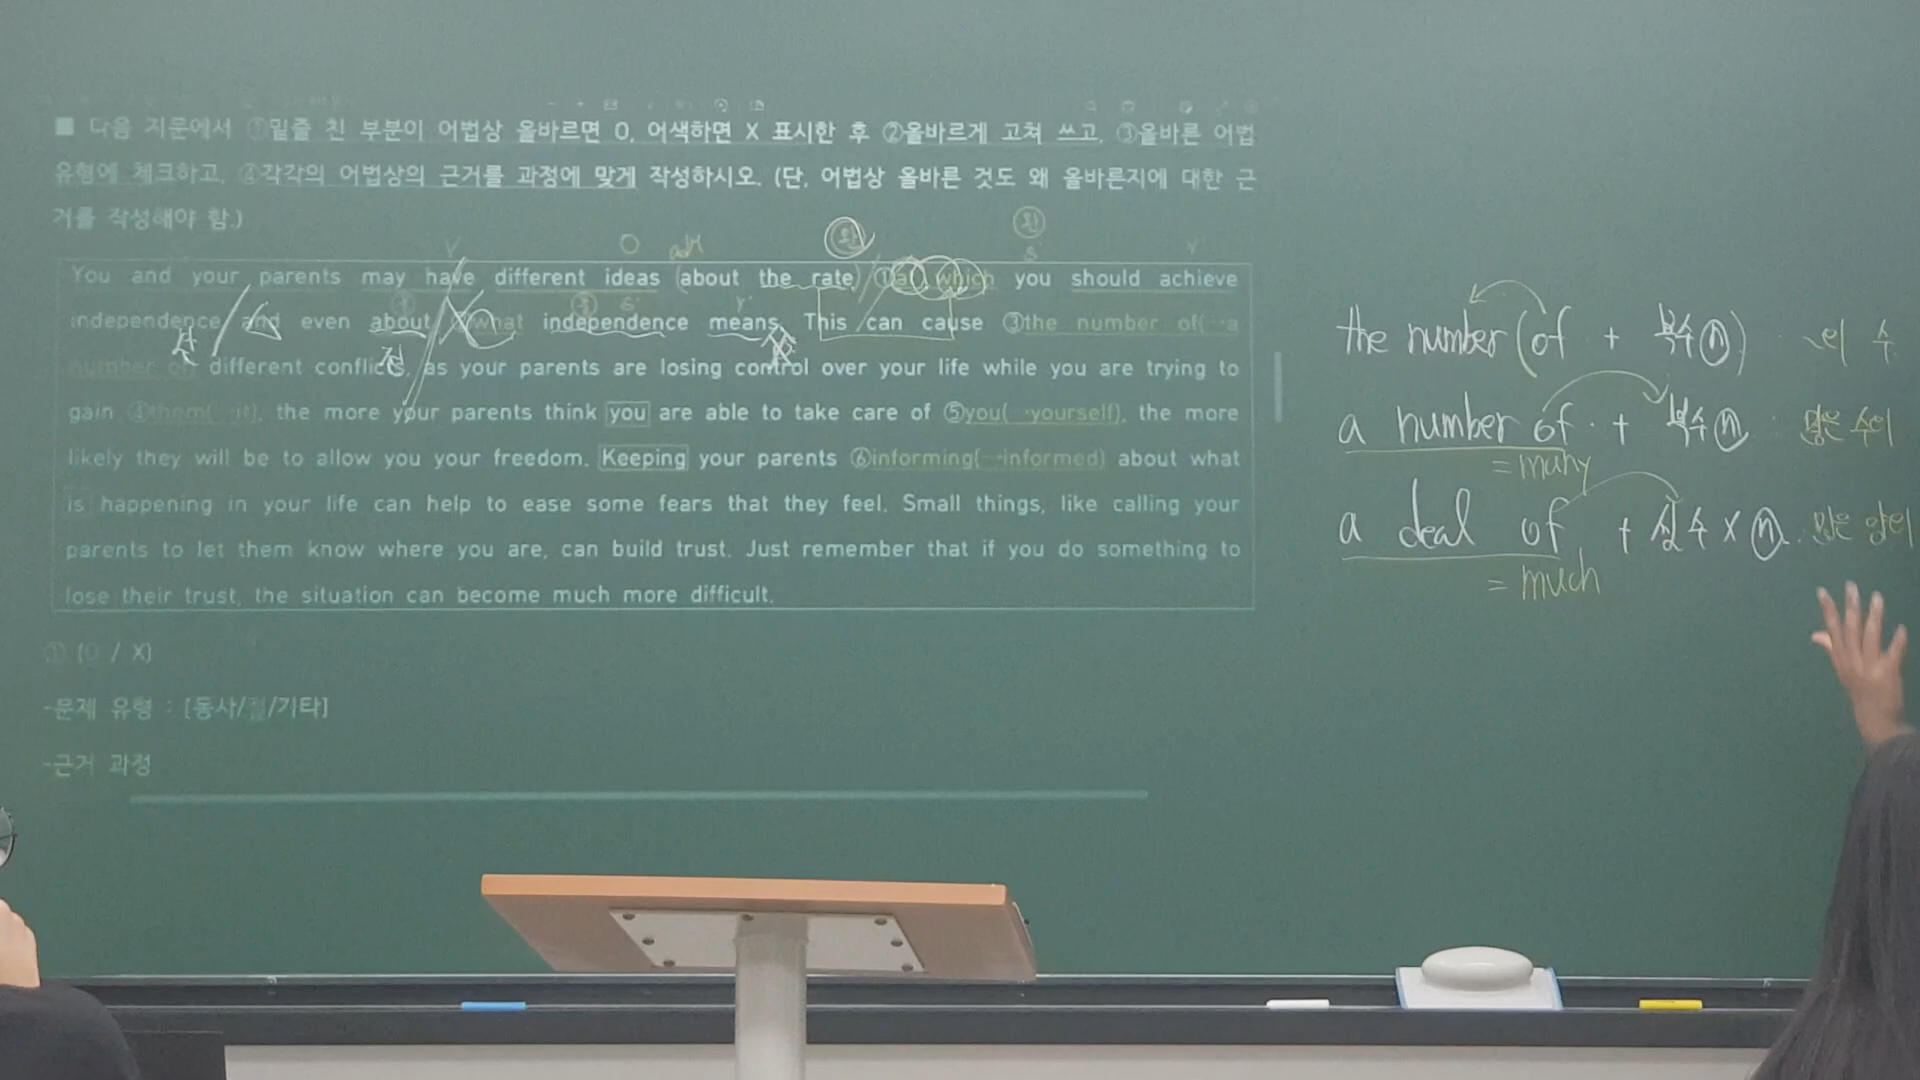 ■ 다음 지문에서 ①밑줄 친 부분이 어법상 올바르면 O, 어색하면 X 표시한 후 ②올바르게 고쳐 쓰고, ③올바른 어법
유형에 체크하고, ④각각의 어법상의 근거를 과정에 맞게 작성하시오. (단, 어법상 올바른 것도 왜 올바른지에 대한 근
거를 작성해야 함.)
V O adj 완 완 S V
You and your parents may have different ideas (about the rate) ①at which you should achieve
S V
independence and even about ②what independence means. This can cause ③the number of(→a
전
number of) different conflicts, as your parents are losing control over your life while you are trying to
gain ④them(→it), the more your parents think you are able to take care of ⑤you(→yourself), the more
likely they will be to allow you your freedom. Keeping your parents ⑥informing(→informed) about what
is happening in your life can help to ease some fears that they feel. Small things, like calling your
parents to let them know where you are, can build trust. Just remember that if you do something to
lose their trust, the situation can become much more difficult.
① (O / X)
-문제 유형 : [동사/절/기타]
-근거 과정
the number (of + 복수 n) ~의 수
a number of + 복수 n 많은 수의
= many
a deal of + 셀 수 X n 많은 양의
= much